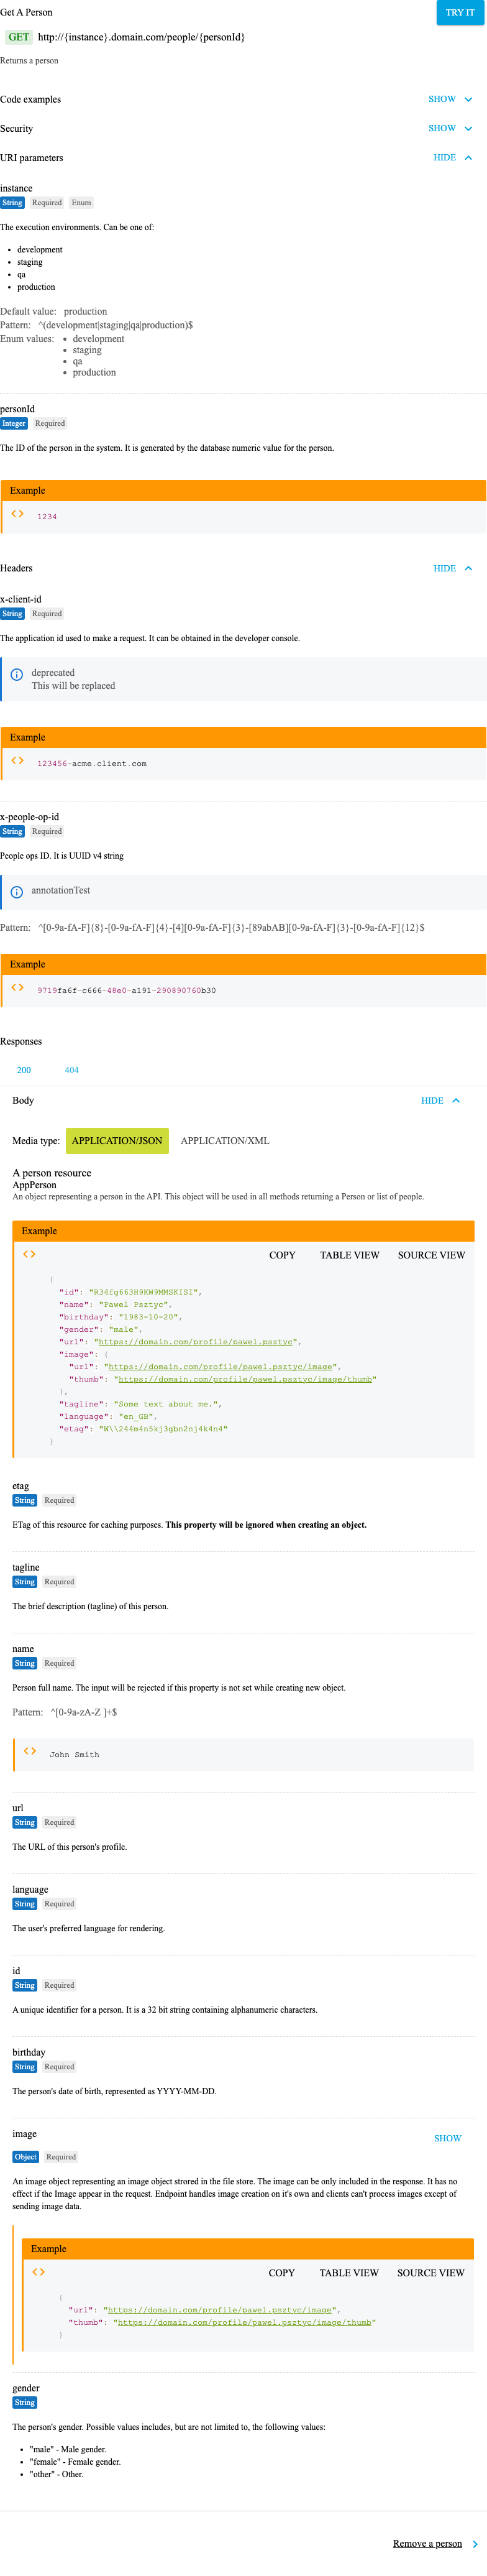 Get A Person
TRY IT
GET http://{instance}.domain.com/people/{personId}
Returns a person
Code examples
SHOW
Security
SHOW
URI parameters
HIDE
instance
String Required Enum
The execution environments. Can be one of:
• development
• staging
• qa
• production
Default value: production
Pattern: ^(development|staging|qa|production)$
Enum values: • development
• staging
• qa
• production
personId
Integer Required
The ID of the person in the system. It is generated by the database numeric value for the person.
Example
1234
Headers
HIDE
x-client-id
String Required
The application id used to make a request. It can be obtained in the developer console.
deprecated
This will be replaced
Example
123456-acme.client.com
x-people-op-id
String Required
People ops ID. It is UUID v4 string
annotationTest
Pattern: ^[0-9a-fA-F]{8}-[0-9a-fA-F]{4}-[4][0-9a-fA-F]{3}-[89abAB][0-9a-fA-F]{3}-[0-9a-fA-F]{12}$
Example
9719fa6f-c666-48e0-a191-290890760b30
Responses
200 404
Body
HIDE
Media type: APPLICATION/JSON APPLICATION/XML
A person resource
AppPerson
An object representing a person in the API. This object will be used in all methods returning a Person or list of people.
Example
COPY TABLE VIEW SOURCE VIEW
{
"id": "R34fg663H9KW9MMSKISI",
"name": "Pawel Psztyc",
"birthday": "1983-10-20",
"gender": "male",
"url": "https://domain.com/profile/pawel.psztyc",
"image": {
"url": "https://domain.com/profile/pawel.psztyc/image",
"thumb": "https://domain.com/profile/pawel.psztyc/image/thumb"
},
"tagline": "Some text about me.",
"language": "en_GB",
"etag": "W\\244m4n5kj3gbn2nj4k4n4"
}
etag
String Required
ETag of this resource for caching purposes. This property will be ignored when creating an object.
tagline
String Required
The brief description (tagline) of this person.
name
String Required
Person full name. The input will be rejected if this property is not set while creating new object.
Pattern: ^[0-9a-zA-Z ]+$
John Smith
url
String Required
The URL of this person's profile.
language
String Required
The user's preferred language for rendering.
id
String Required
A unique identifier for a person. It is a 32 bit string containing alphanumeric characters.
birthday
String Required
The person's date of birth, represented as YYYY-MM-DD.
image
SHOW
Object Required
An image object representing an image object strored in the file store. The image can be only included in the response. It has no
effect if the Image appear in the request. Endpoint handles image creation on it's own and clients can't process images except of
sending image data.
Example
COPY TABLE VIEW SOURCE VIEW
{
"url": "https://domain.com/profile/pawel.psztyc/image",
"thumb": "https://domain.com/profile/pawel.psztyc/image/thumb"
}
gender
String
The person's gender. Possible values includes, but are not limited to, the following values:
• "male" - Male gender.
• "female" - Female gender.
• "other" - Other.
Remove a person